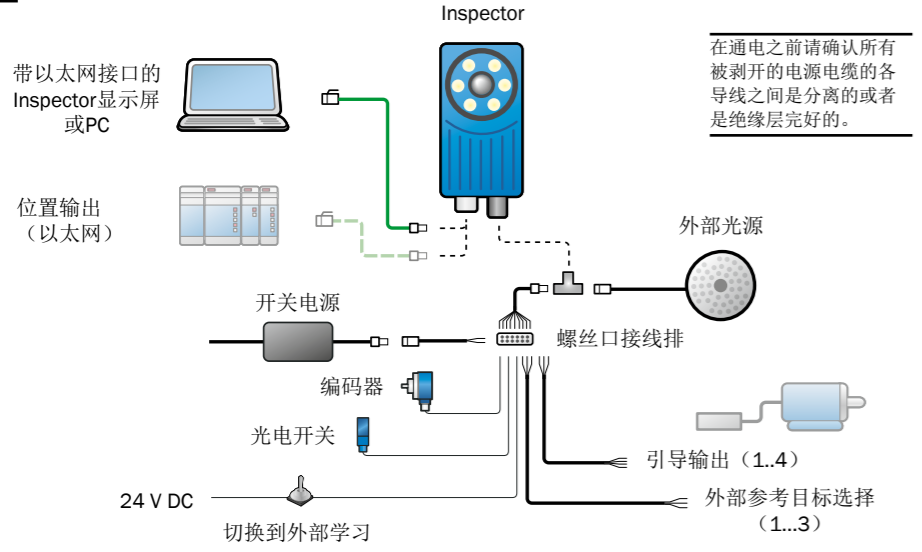 Inspector
带以太网接口的
Inspector显示屏
或PC
在通电之前请确认所有
被剥开的电源电缆的各
导线之间是分离的或者
是绝缘层完好的。
位置输出
（以太网）
外部光源
开关电源
螺丝口接线排
编码器
光电开关
引导输出（1..4）
24 V DC
外部参考目标选择
（1...3）
切换到外部学习